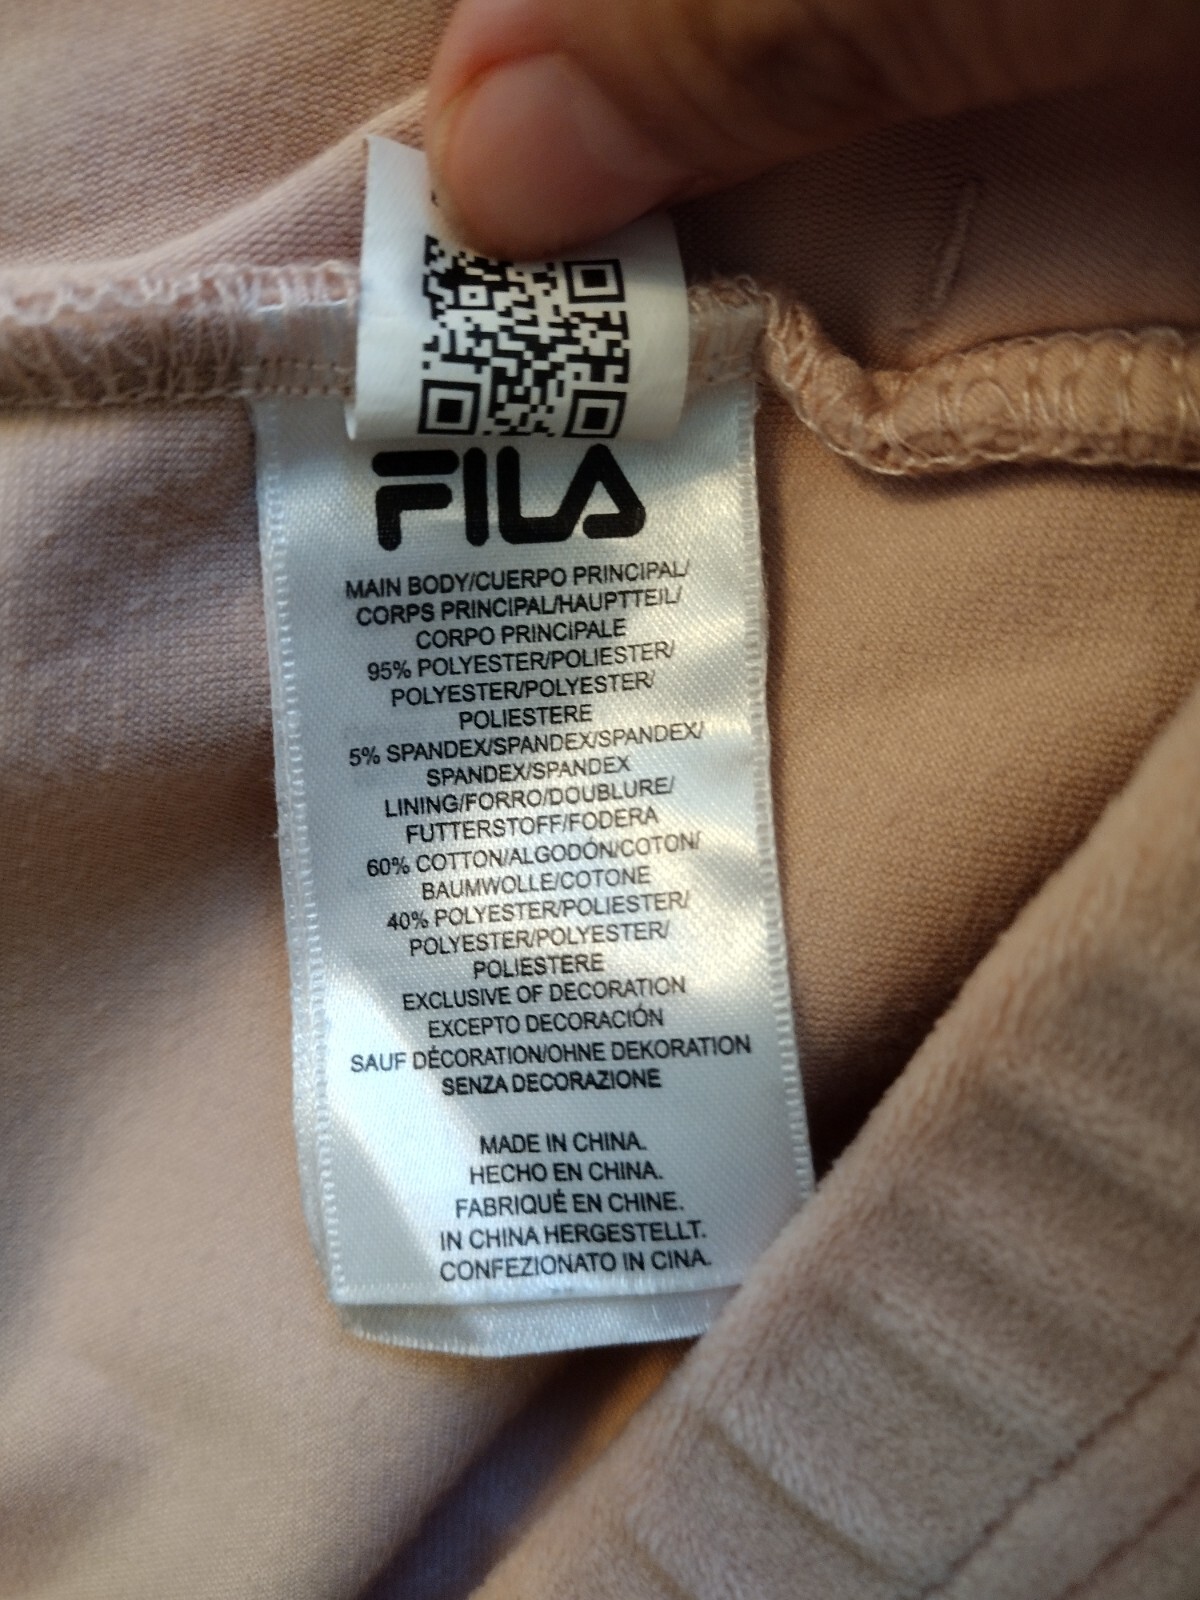 FILA
MAIN BODY/CUERPO PRINCIPAL/
CORPS PRINCIPAL/HAUPTTEIL/
CORPO PRINCIPALE
95% POLYESTER/POLIESTER/
POLYESTER/POLYESTER/
POLIESTERE
5% SPANDEX/SPANDEX/SPANDEX/
SPANDEX/SPANDEX
LINING/FORRO/DOUBLURE/
FUTTERSTOFF/FODERA
60% COTTON/ALGODÓN/COTON/
BAUMWOLLE/COTONE
40% POLYESTER/POLIESTER/
POLYESTER/POLYESTER/
POLIESTERE
EXCLUSIVE OF DECORATION
EXCEPTO DECORACIÓN
SAUF DÉCORATION/OHNE DEKORATION
SENZA DECORAZIONE
MADE IN CHINA.
HECHO EN CHINA.
FABRIQUÉ EN CHINE.
IN CHINA HERGESTELLT.
CONFEZIONATO IN CINA.